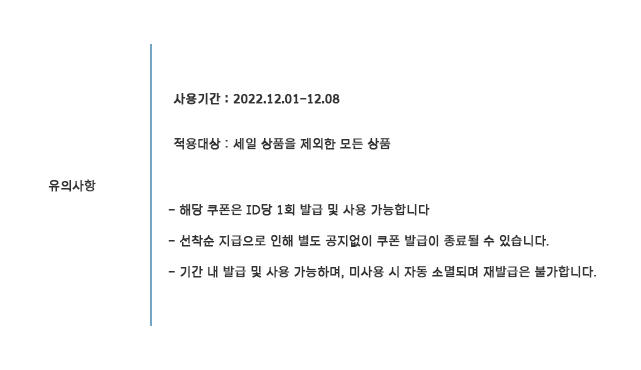 사용기간 : 2022.12.01-12.08
적용대상 : 세일 상품을 제외한 모든 상품
유의사항
- 해당 쿠폰은 ID당 1회 발급 및 사용 가능합니다
- 선착순 지급으로 인해 별도 공지없이 쿠폰 발급이 종료될 수 있습니다.
- 기간 내 발급 및 사용 가능하며, 미사용 시 자동 소멸되며 재발급은 불가합니다.